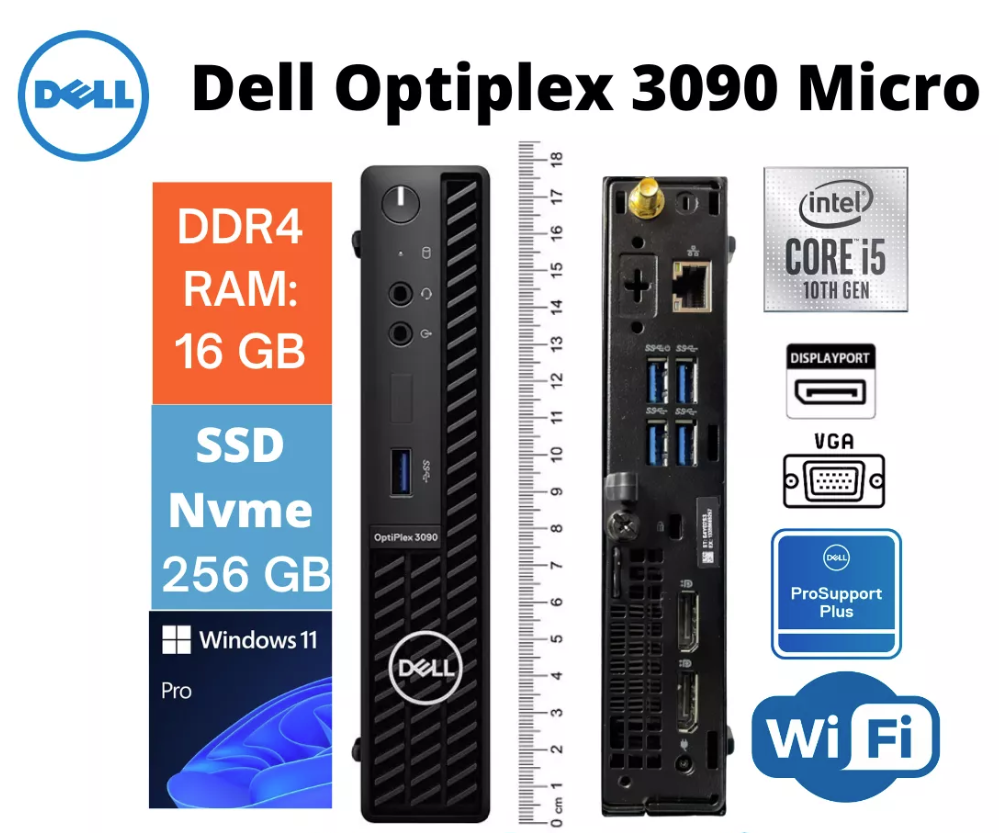 DELL
Dell Optiplex 3090 Micro
DDR4
RAM:
16 GB
SSD
Nvme
256 GB
Windows 11
Pro
OptiPlex 3090
DELL
18
17
16
15
14
13
12
11
10
9
8
7
6
5
4
3
2
1
0 cm
intel
CORE i5
10TH GEN
DISPLAYPORT
VGA
DELL
ProSupport
Plus
WiFi